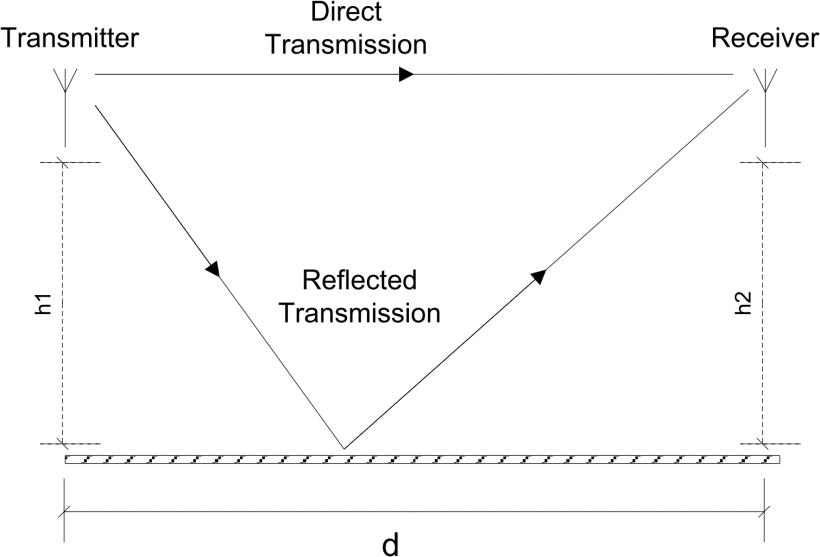 Direct
Transmission
Transmitter
Receiver
h1
h2
Reflected
Transmission
d